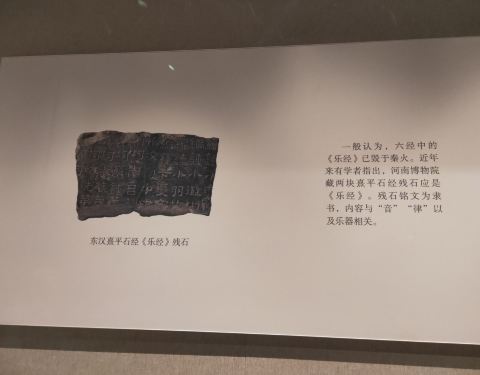 东汉熹平石经《乐经》残石
一般认为，六经中的
《乐经》已毁于秦火。近年
来有学者指出，河南博物院
藏两块熹平石经残石应是
《乐经》。残石铭文为隶
书，内容与“音”“律”以
及乐器相关。